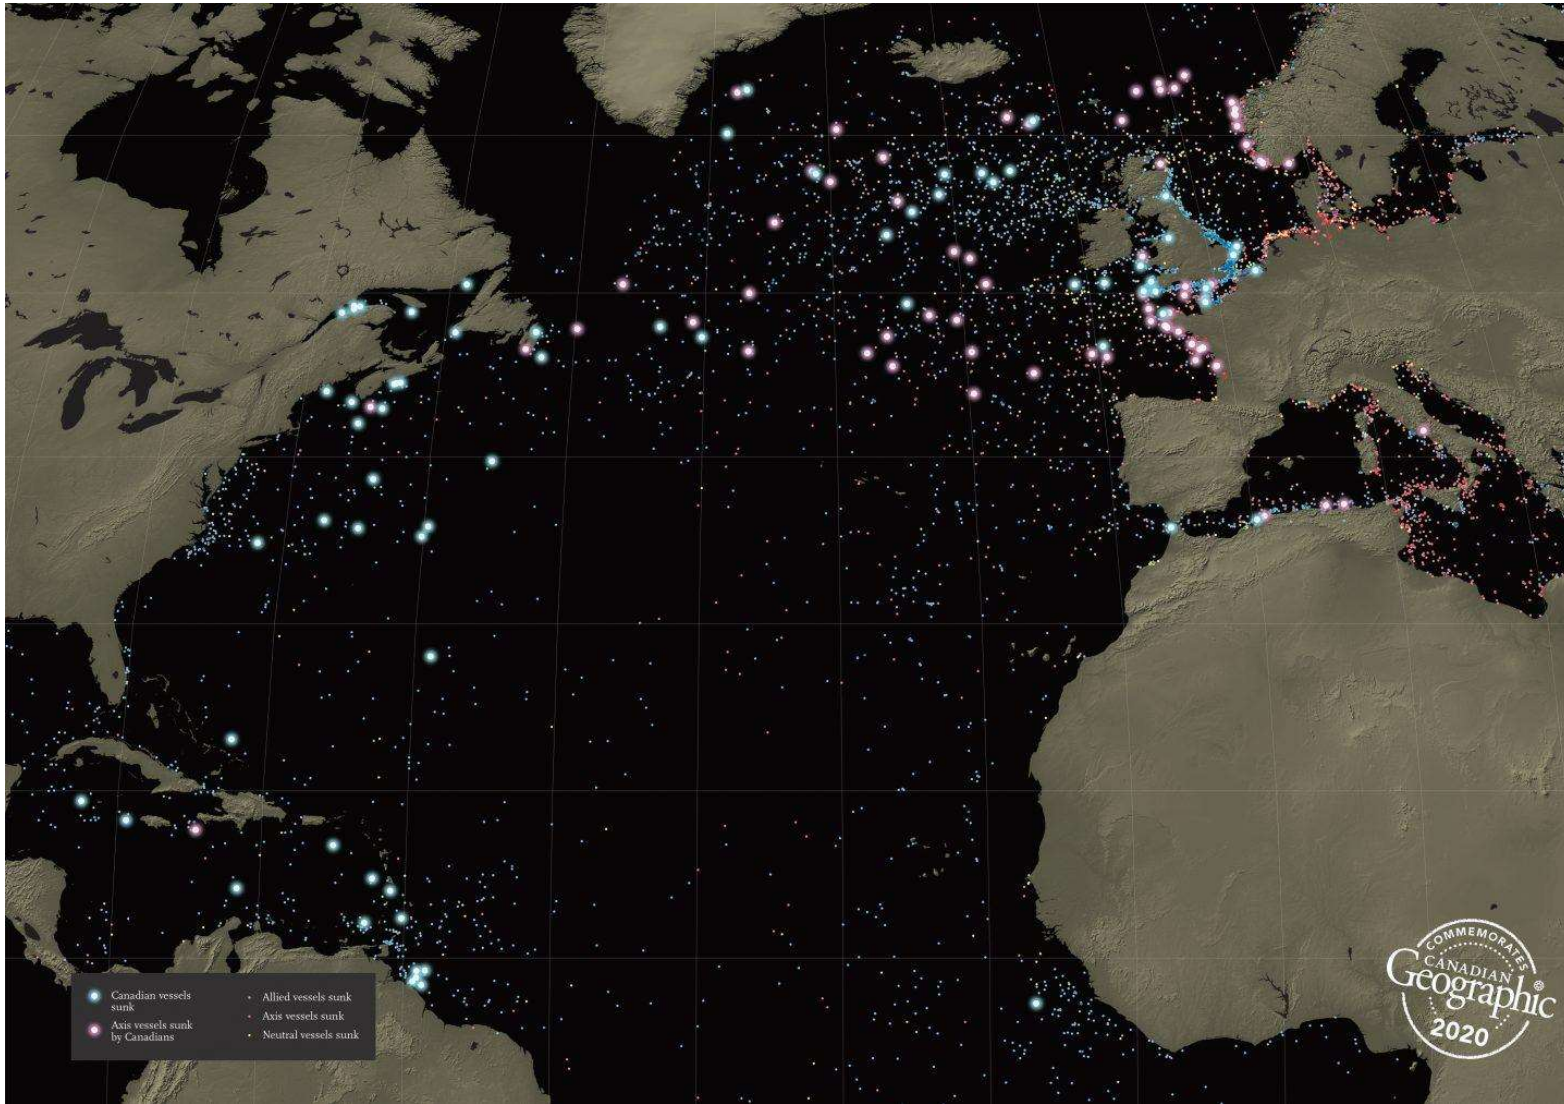 Canadian vessels
sunk
Axis vessels sunk
by Canadians
Allied vessels sunk
Axis vessels sunk
Neutral vessels sunk
COMMEMORATES
CANADIAN
Geographic
2020